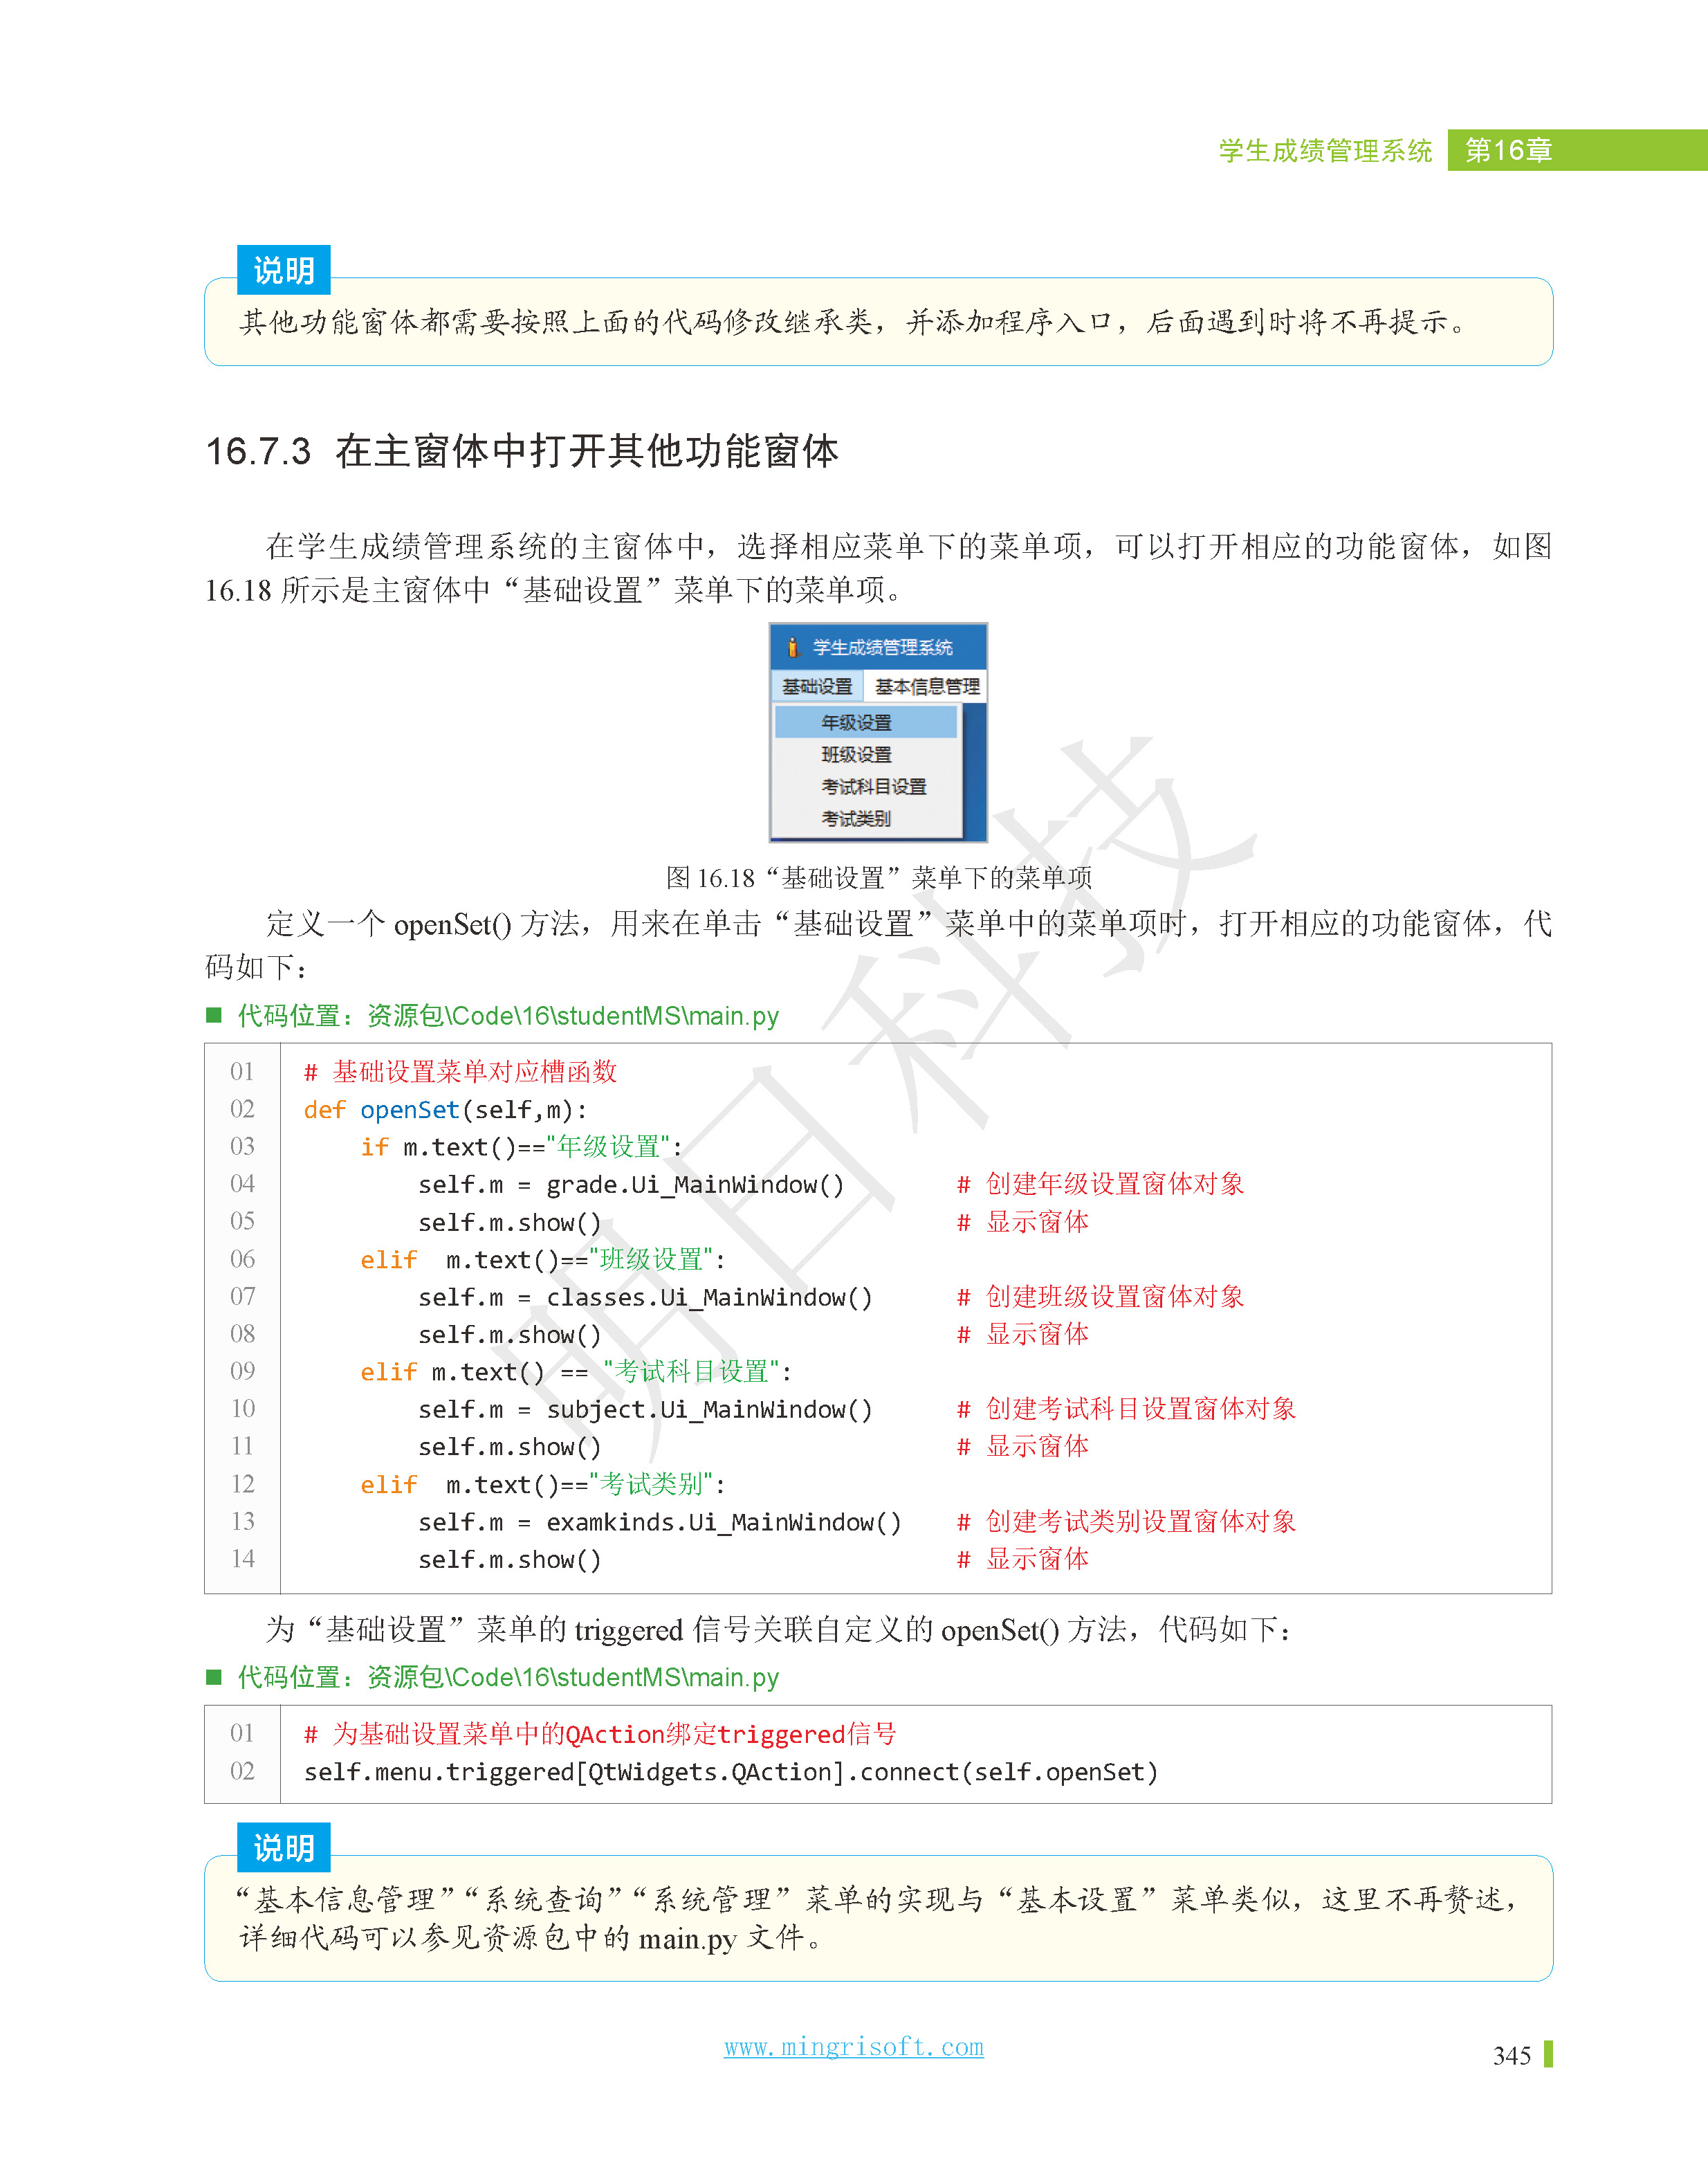 学生成绩管理系统 第16章
说明
其他功能窗体都需要按照上面的代码修改继承类，并添加程序入口，后面遇到时将不再提示。
16.7.3 在主窗体中打开其他功能窗体
在学生成绩管理系统的主窗体中，选择相应菜单下的菜单项，可以打开相应的功能窗体，如图
16.18 所示是主窗体中“基础设置”菜单下的菜单项。
学生成绩管理系统
基础设置 基本信息管理
年级设置
班级设置
考试科目设置
考试类别
图 16.18“基础设置”菜单下的菜单项
定义一个 openSet() 方法，用来在单击“基础设置”菜单中的菜单项时，打开相应的功能窗体，代
码如下：
■ 代码位置：资源包\Code\16\studentMS\main.py
01 # 基础设置菜单对应槽函数
02 def openSet(self,m):
03     if m.text()=="年级设置":
04         self.m = grade.Ui_MainWindow()        # 创建年级设置窗体对象
05         self.m.show()                         # 显示窗体
06     elif  m.text()=="班级设置":
07         self.m = classes.Ui_MainWindow()      # 创建班级设置窗体对象
08         self.m.show()                         # 显示窗体
09     elif m.text() == "考试科目设置":
10         self.m = subject.Ui_MainWindow()      # 创建考试科目设置窗体对象
11         self.m.show()                         # 显示窗体
12     elif  m.text()=="考试类别":
13         self.m = examkinds.Ui_MainWindow()    # 创建考试类别设置窗体对象
14         self.m.show()                         # 显示窗体
为“基础设置”菜单的 triggered 信号关联自定义的 openSet() 方法，代码如下：
■ 代码位置：资源包\Code\16\studentMS\main.py
01 # 为基础设置菜单中的QAction绑定triggered信号
02 self.menu.triggered[QtWidgets.QAction].connect(self.openSet)
说明
“基本信息管理”“系统查询”“系统管理”菜单的实现与“基本设置”菜单类似，这里不再赘述，
详细代码可以参见资源包中的 main.py 文件。
www.mingrisoft.com
345
明日科技